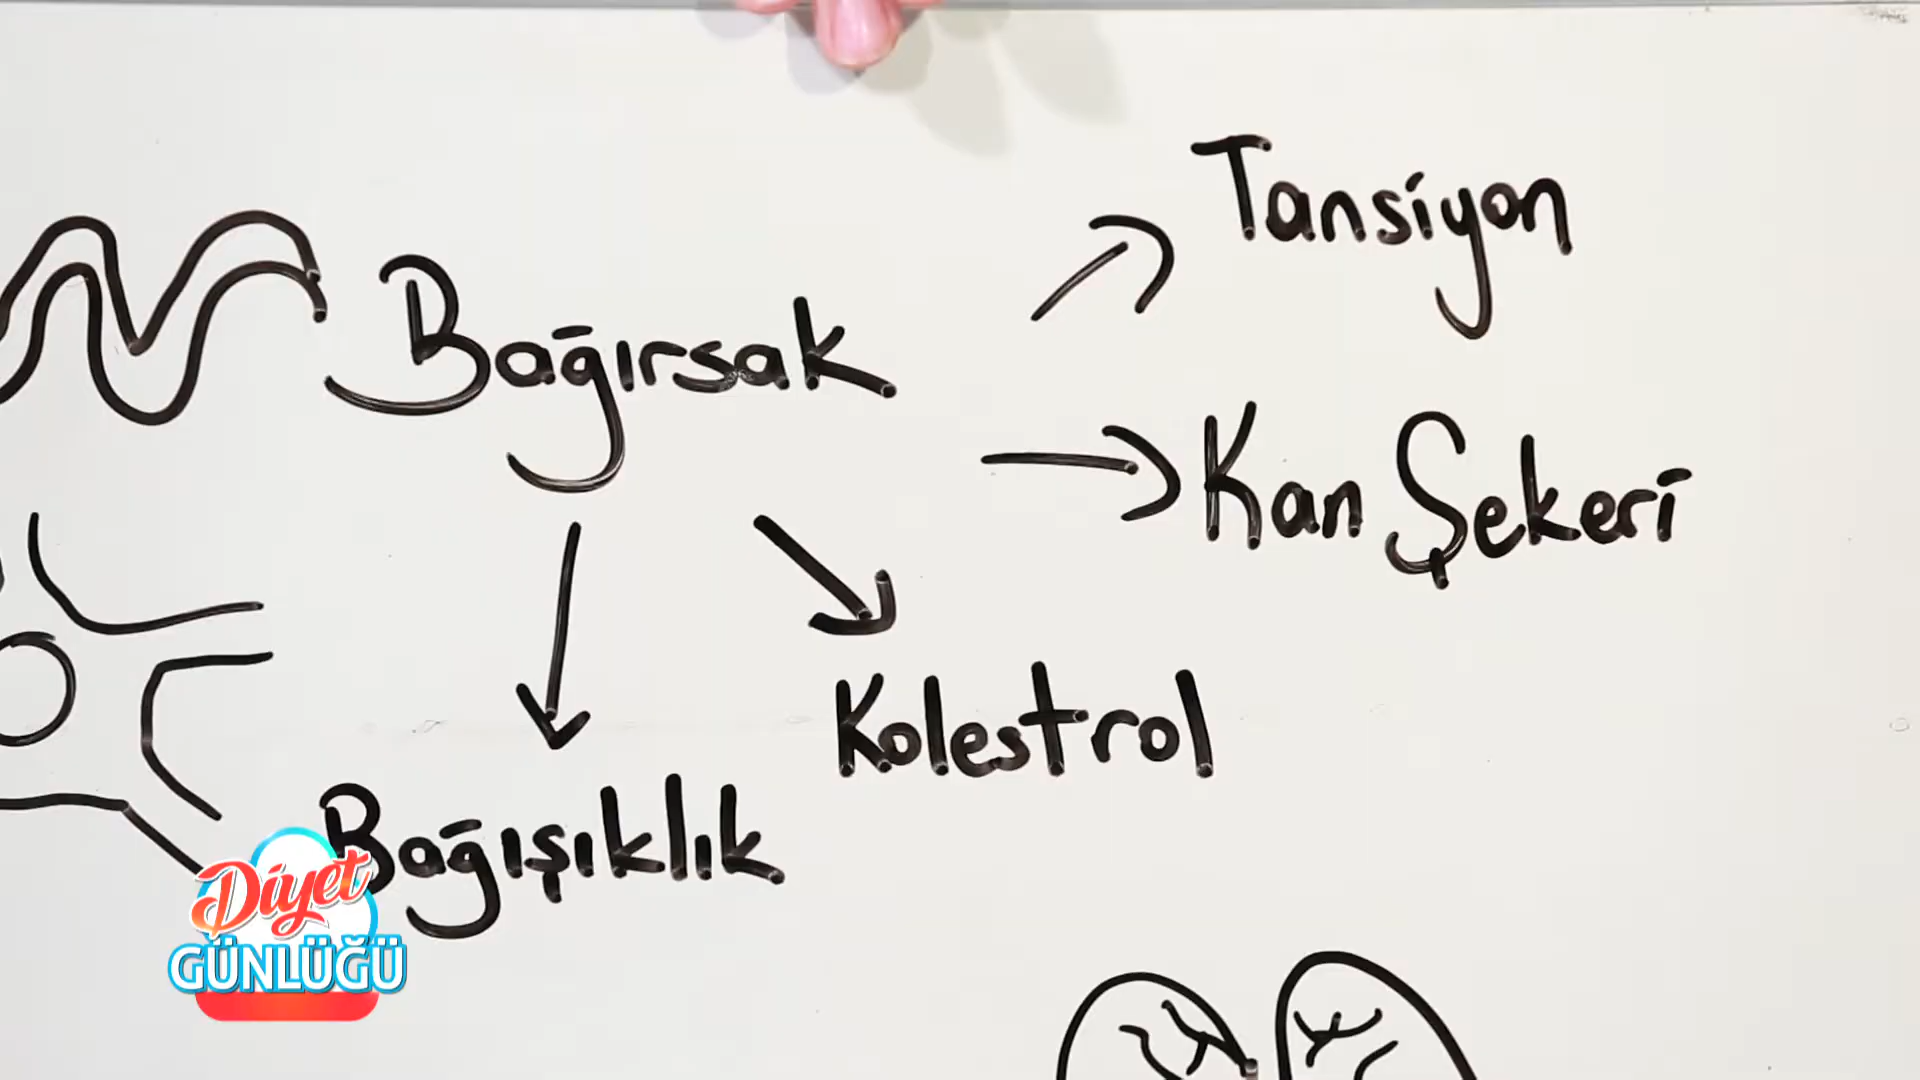 Tansiyon
Bağırsak
Kan Şekeri
Kolestrol
Bağışıklık
Diyet
GÜNLÜĞÜ